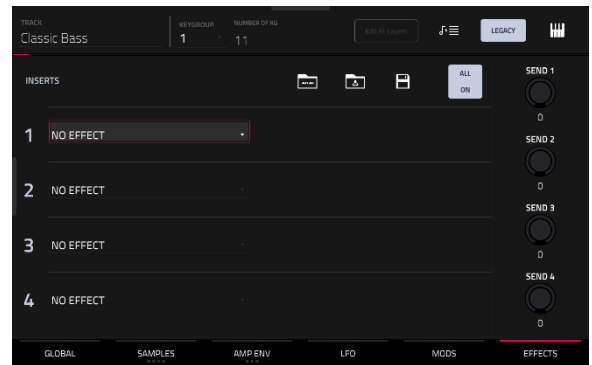 TRACK KEYGROUP NUMBER OF KG
Classic Bass 1 11 Edit All Layers LEGACY
INSERTS ALL ON SEND 1
0
1 NO EFFECT SEND 2
2 NO EFFECT 0
SEND 3
3 NO EFFECT 0
SEND 4
4 NO EFFECT
0
GLOBAL SAMPLES AMP ENV LFO MODS EFFECTS